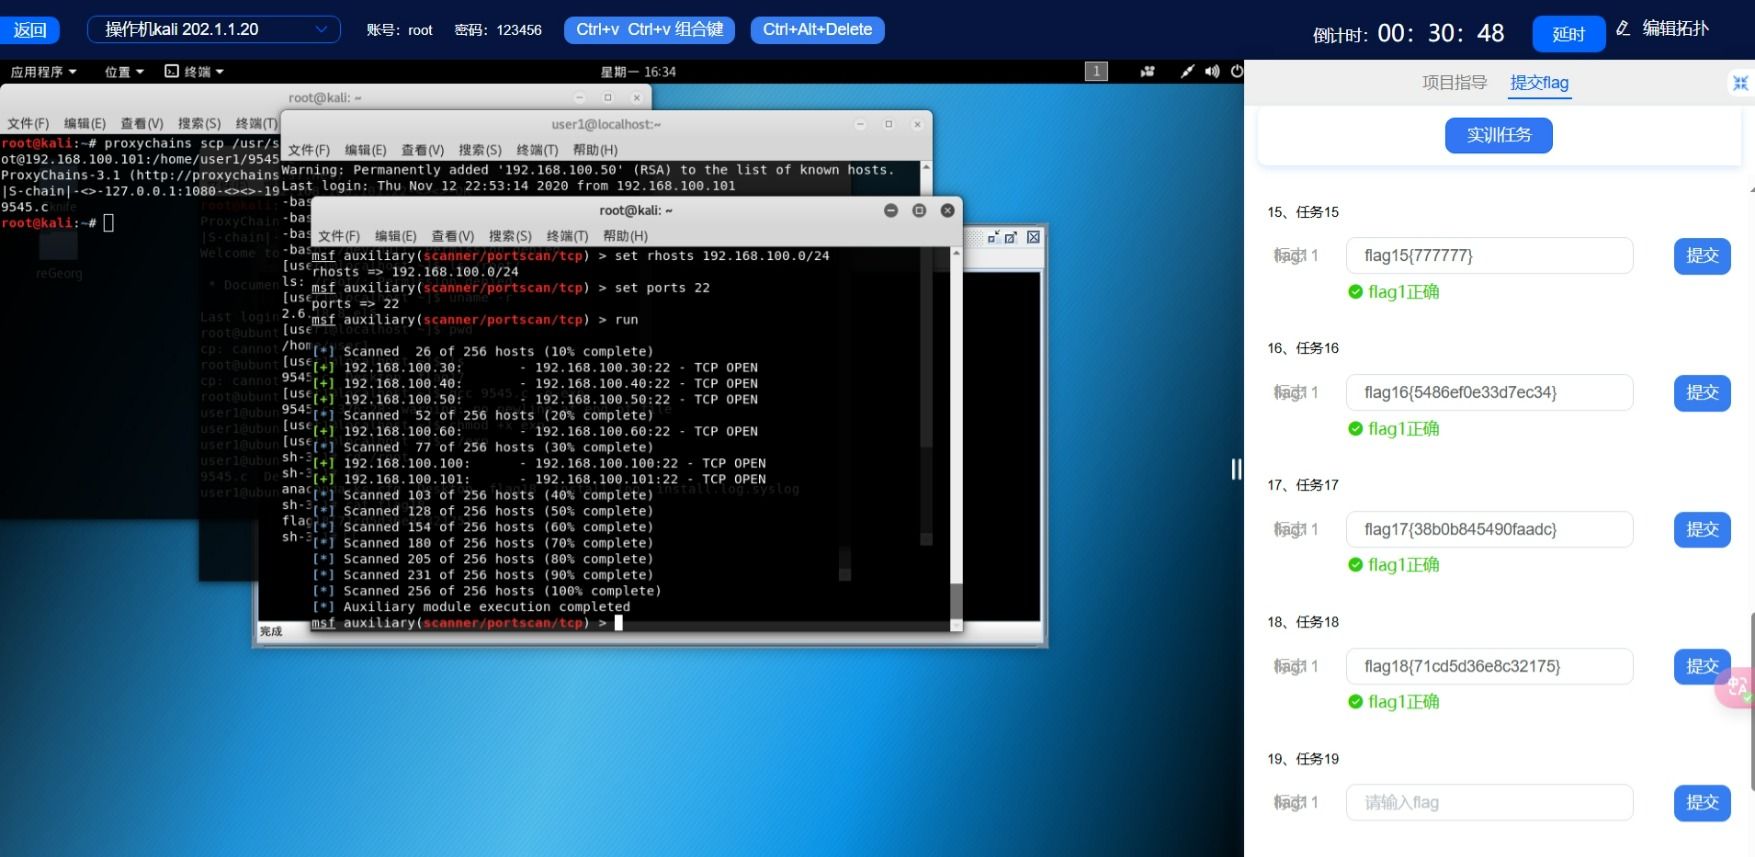 返回
操作机kali 202.1.1.20
账号：root
密码：123456
Ctrl+v Ctrl+v 组合键
Ctrl+Alt+Delete
倒计时：00：30：48
延时
编辑拓扑
应用程序
位置
终端
星期一 16:34
1
root@kali: ~
文件(F) 编辑(E) 查看(V) 搜索(S) 终端(T)
root@kali:~# proxychains scp /usr/s
ot@192.168.100.101:/home/user1/9545
ProxyChains-3.1 (http://proxychains
|S-chain|-<>-127.0.0.1:1080-<><>-19
9545.c
root@kali:~#
reGeorg
user1@localhost:~
文件(F) 编辑(E) 查看(V) 搜索(S) 终端(T) 帮助(H)
Warning: Permanently added '192.168.100.50' (RSA) to the list of known hosts.
Last login: Thu Nov 12 22:53:14 2020 from 192.168.100.101
root@kali: ~
文件(F) 编辑(E) 查看(V) 搜索(S) 终端(T) 帮助(H)
msf auxiliary(scanner/portscan/tcp) > set rhosts 192.168.100.0/24
rhosts => 192.168.100.0/24
msf auxiliary(scanner/portscan/tcp) > set ports 22
ports => 22
msf auxiliary(scanner/portscan/tcp) > run
[*] Scanned 26 of 256 hosts (10% complete)
[+] 192.168.100.30: - 192.168.100.30:22 - TCP OPEN
[+] 192.168.100.40: - 192.168.100.40:22 - TCP OPEN
[+] 192.168.100.50: - 192.168.100.50:22 - TCP OPEN
[*] Scanned 52 of 256 hosts (20% complete)
[+] 192.168.100.60: - 192.168.100.60:22 - TCP OPEN
[*] Scanned 77 of 256 hosts (30% complete)
[+] 192.168.100.100: - 192.168.100.100:22 - TCP OPEN
[+] 192.168.100.101: - 192.168.100.101:22 - TCP OPEN
[*] Scanned 103 of 256 hosts (40% complete)
[*] Scanned 128 of 256 hosts (50% complete)
[*] Scanned 154 of 256 hosts (60% complete)
[*] Scanned 180 of 256 hosts (70% complete)
[*] Scanned 205 of 256 hosts (80% complete)
[*] Scanned 231 of 256 hosts (90% complete)
[*] Scanned 256 of 256 hosts (100% complete)
[*] Auxiliary module execution completed
msf auxiliary(scanner/portscan/tcp) >
完成
项目指导
提交flag
实训任务
15、任务15
flag15{777777}
提交
flag1正确
16、任务16
flag16{5486ef0e33d7ec34}
提交
flag1正确
17、任务17
flag17{38b0b845490faadc}
提交
flag1正确
18、任务18
flag18{71cd5d36e8c32175}
提交
flag1正确
19、任务19
请输入flag
提交